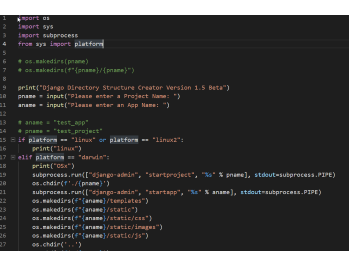 1 import os
2 import sys
3 import subprocess
4 from sys import platform
5
6 # os.makedirs(pname)
7 # os.makedirs(f"{pname}/{pname}")
8
9 print("Django Directory Structure Creator Version 1.5 Beta")
10 pname = input("Please enter a Project Name: ")
11 aname = input("Please enter an App Name: ")
12
13 # aname = "test_app"
14 # pname = "test_project"
15 if platform == "linux" or platform == "linux2":
16 print("linux")
17 elif platform == "darwin":
18 print("OSx")
19 subprocess.run(["django-admin", "startproject", "%s" % pname], stdout=subprocess.PIPE)
20 os.chdir(f'./{pname}')
21 subprocess.run(["django-admin", "startapp", "%s" % aname], stdout=subprocess.PIPE)
22 os.makedirs(f"{aname}/templates")
23 os.makedirs(f"{aname}/static")
24 os.makedirs(f"{aname}/static/css")
25 os.makedirs(f"{aname}/static/images")
26 os.makedirs(f"{aname}/static/js")
27 os.chdir('..')